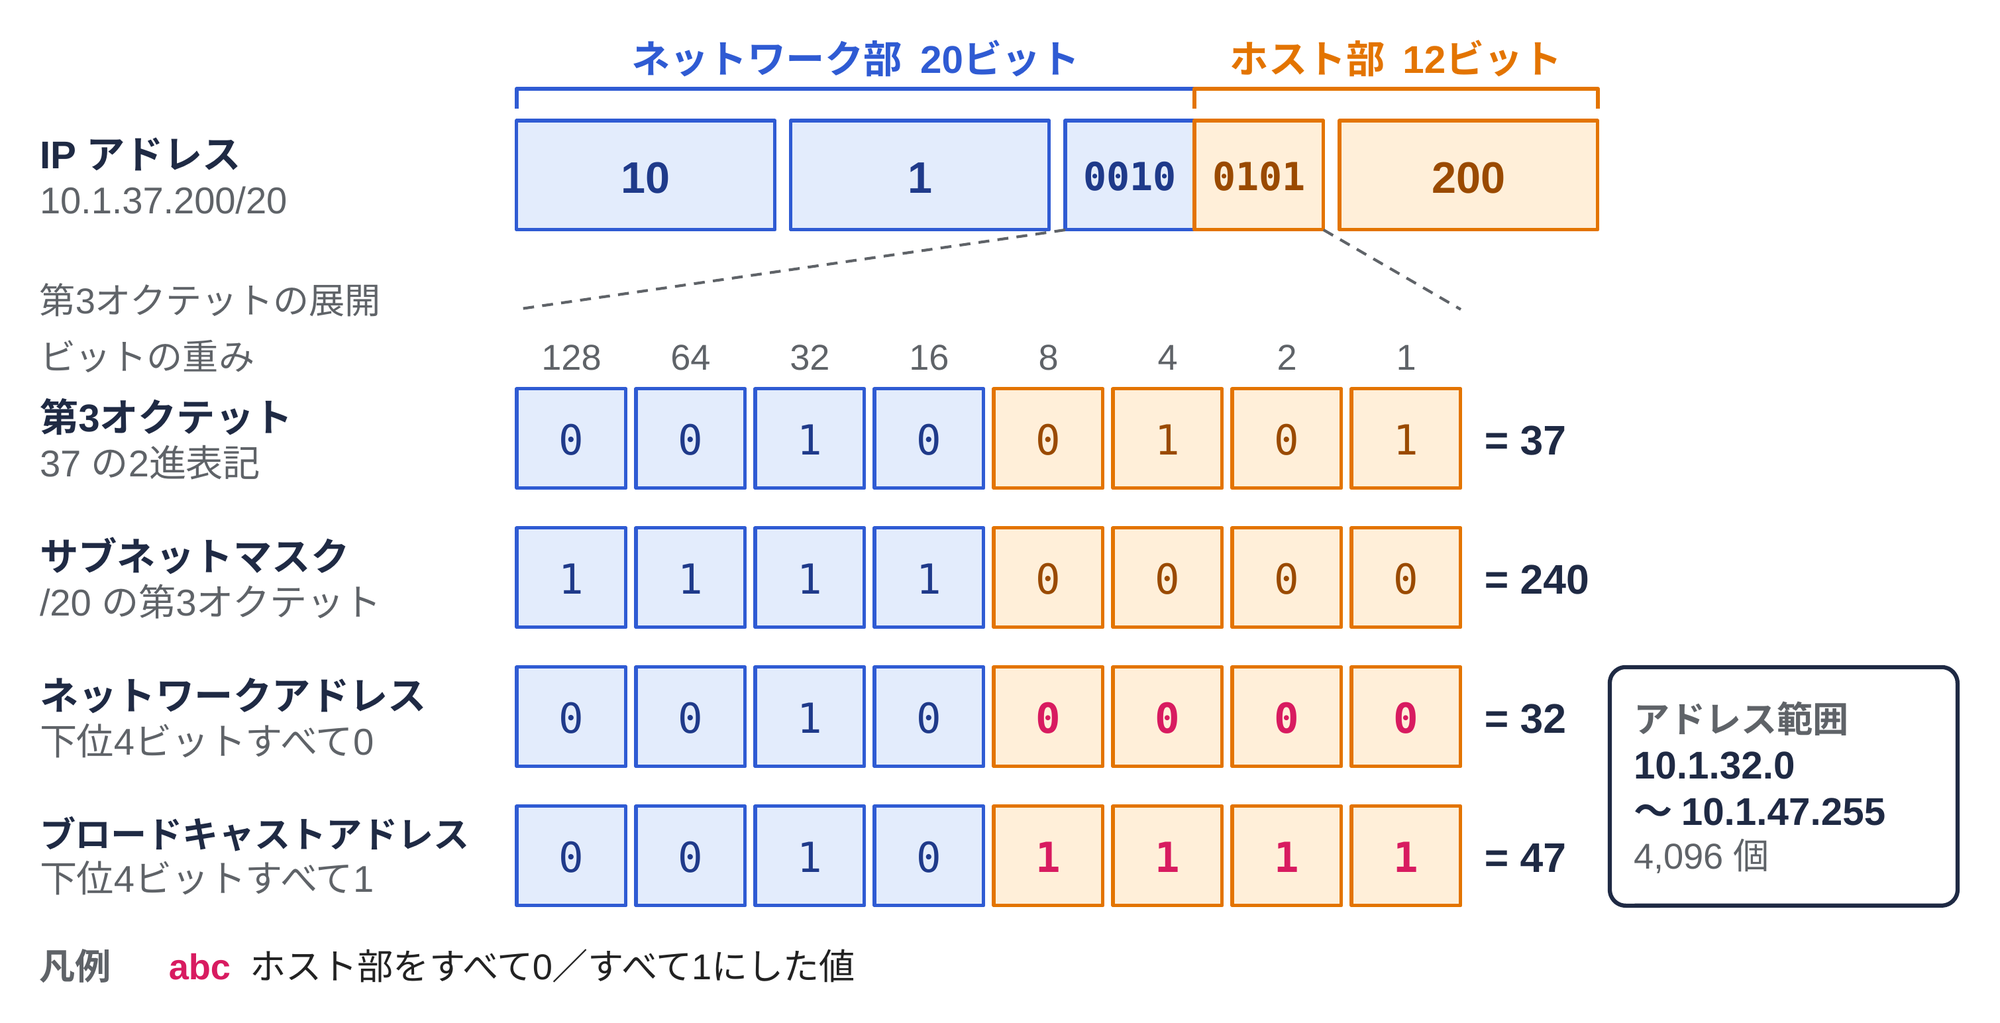 ネットワーク部 20ビット
ホスト部 12ビット
IP アドレス
10.1.37.200/20
10
1
0010
0101
200
第3オクテットの展開
ビットの重み
128 64 32 16 8 4 2 1
第3オクテット
37 の2進表記
0 0 1 0 0 1 0 1 = 37
サブネットマスク
/20 の第3オクテット
1 1 1 1 0 0 0 0 = 240
ネットワークアドレス
下位4ビットすべて0
0 0 1 0 0 0 0 0 = 32
ブロードキャストアドレス
下位4ビットすべて1
0 0 1 0 1 1 1 1 = 47
アドレス範囲
10.1.32.0
～ 10.1.47.255
4,096 個
凡例 abc ホスト部をすべて0／すべて1にした値